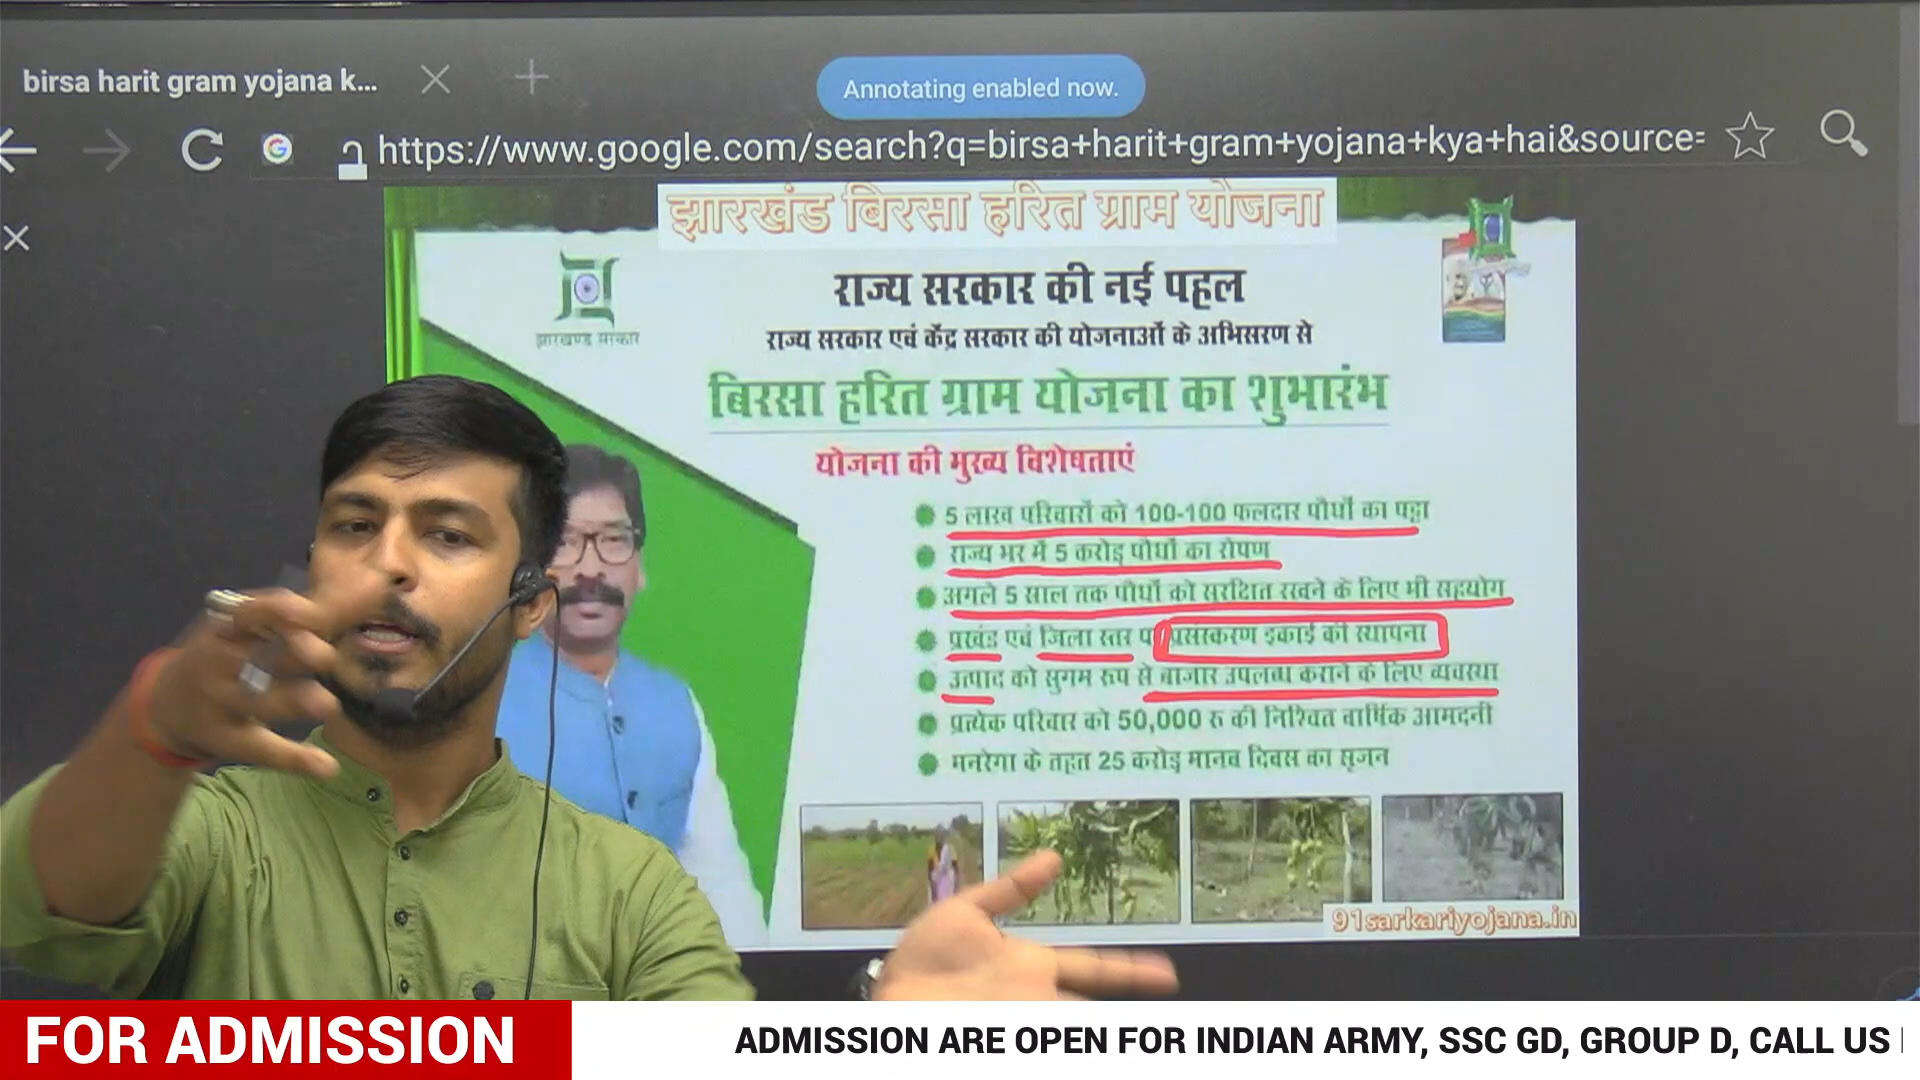 birsa harit gram yojana k...
Annotating enabled now.
https://www.google.com/search?q=birsa+harit+gram+yojana+kya+hai&source=
झारखंड बिरसा हरित ग्राम योजना
राज्य सरकार की नई पहल
झारखण्ड सरकार
राज्य सरकार एवं केंद्र सरकार की योजनाओं के अभिसरण से
बिरसा हरित ग्राम योजना का शुभारंभ
योजना की मुख्य विशेषताएं
5 लाख परिवारों को 100-100 फलदार पौधों का पट्टा
राज्य भर में 5 करोड़ पौधों का रोपण
अगले 5 साल तक पौधों को सुरक्षित रखने के लिए भी सहयोग
प्रखंड एवं जिला स्तर प प्रसंस्करण इकाई की स्थापना
उत्पाद को सुगम रूप से बाजार उपलब्ध कराने के लिए व्यवस्था
प्रत्येक परिवार को 50,000 रु की निश्चित वार्षिक आमदनी
मनरेगा के तहत 25 करोड़ मानव दिवस का सृजन
91sarkariyojana.in
FOR ADMISSION
ADMISSION ARE OPEN FOR INDIAN ARMY, SSC GD, GROUP D, CALL US